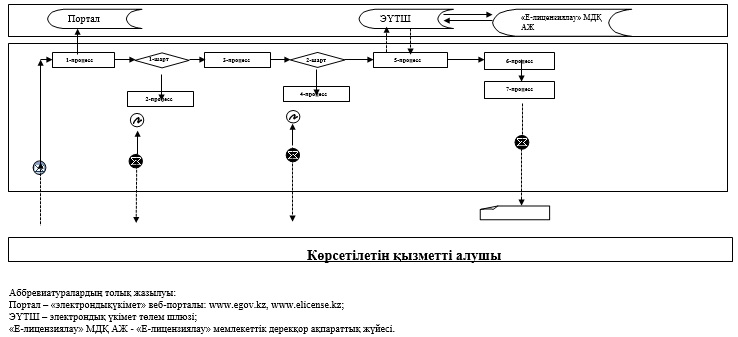 Портал
ЭҮТШ
«Е-лицензиялау» МДҚ
АЖ
1-процесс
1-шарт
3-процесс
2-шарт
5-процесс
6-процесс
2-процесс
4-процесс
7-процесс
Көрсетілетін қызметті алушы
Аббревиатуралардың толық жазылуы:
Портал – «электрондықүкімет» веб-порталы: www.egov.kz, www.elicense.kz;
ЭҮТШ – электрондық үкімет төлем шлюзі;
«Е-лицензиялау» МДҚ АЖ - «Е-лицензиялау» мемлекеттік дерекқор ақпараттық жүйесі.